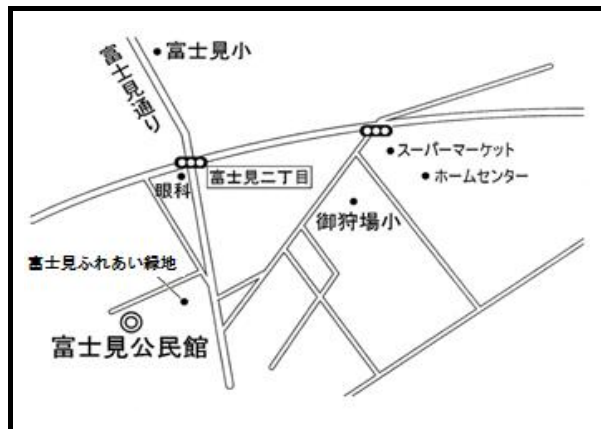 富士見小
富士見通り
スーパーマーケット
ホームセンター
富士見二丁目
眼科
御狩場小
富士見ふれあい緑地
富士見公民館